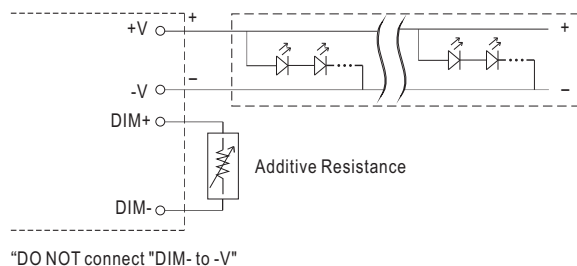 +V
+
+
-V
−
−
DIM+
Additive Resistance
DIM-
“DO NOT connect "DIM- to -V"